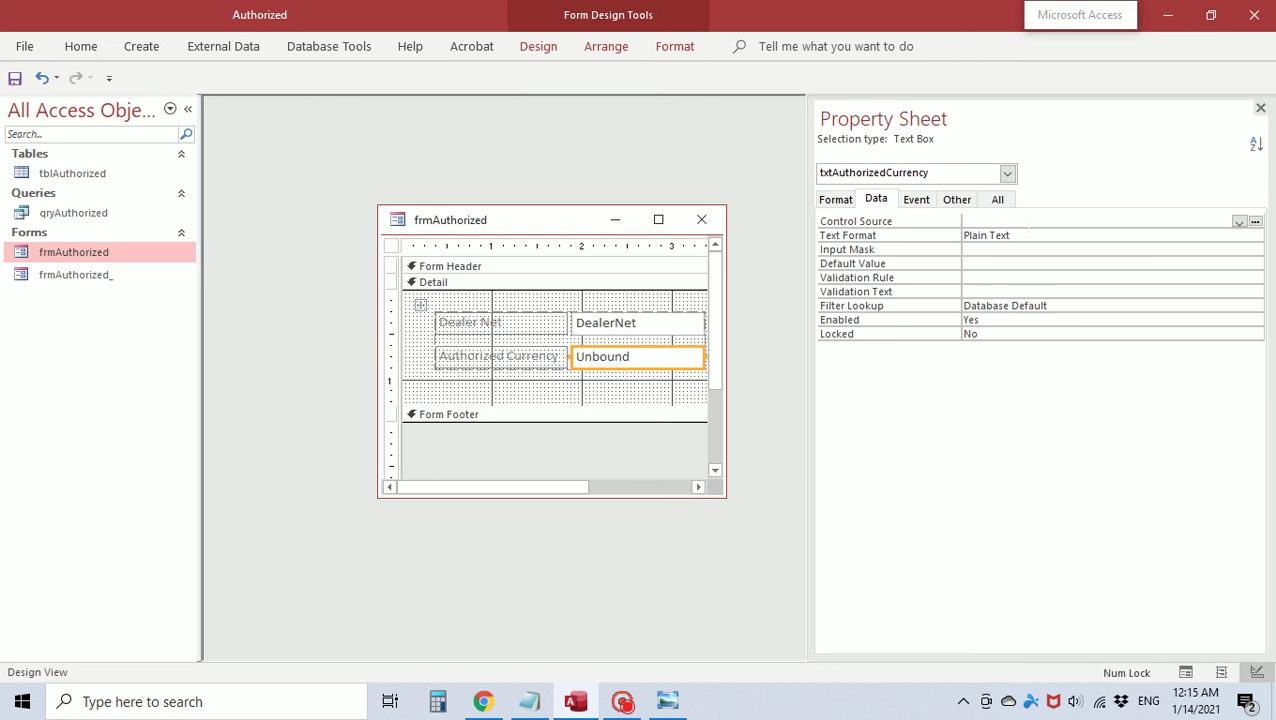 Authorized
Form Design Tools
Microsoft Access
File Home Create External Data Database Tools Help Acrobat Design Arrange Format Tell me what you want to do
All Access Obje...
Search...
Tables
tblAuthorized
Queries
qryAuthorized
Forms
frmAuthorized
frmAuthorized_
frmAuthorized
1 2 3
Form Header
Detail
Dealer Net DealerNet
Authorized Currency Unbound
1
Form Footer
Property Sheet
Selection type: Text Box
A
Z
txtAuthorizedCurrency
Format Data Event Other All
Control Source
Text Format Plain Text
Input Mask
Default Value
Validation Rule
Validation Text
Filter Lookup Database Default
Enabled Yes
Locked No
Design View
Num Lock
Type here to search
ENG
12:15 AM
1/14/2021
2